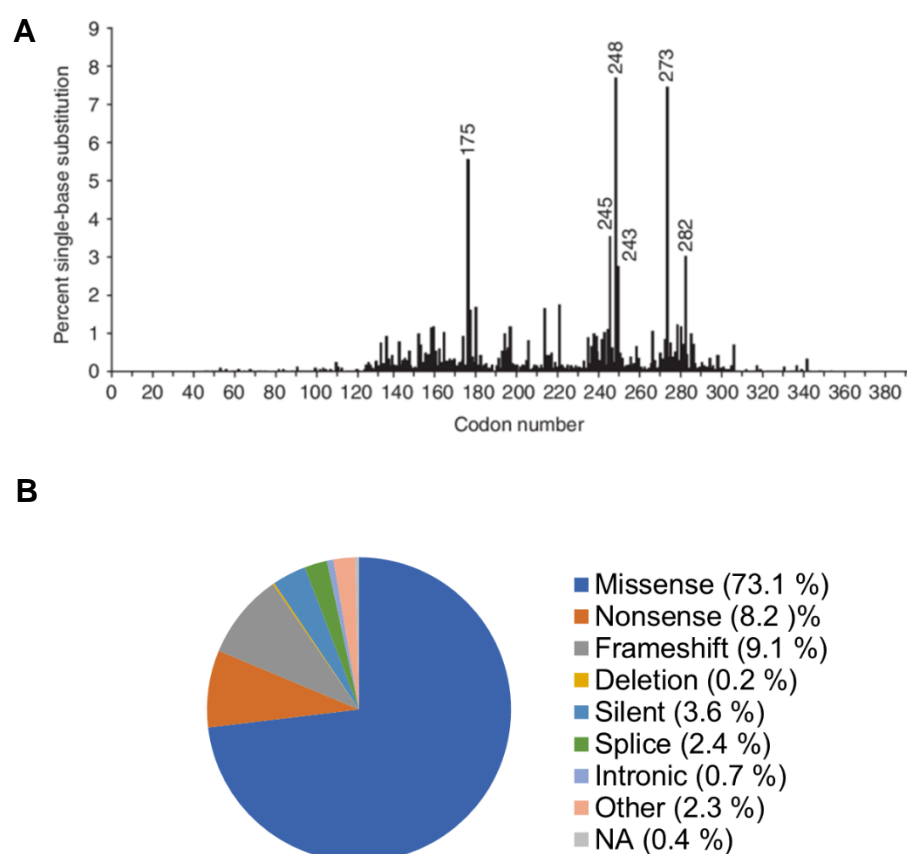 A
Percent single-base substitution
9
8
7
6
5
4
3
2
1
0
175
245
248
243
273
282
0 20 40 60 80 100 120 140 160 180 200 220 240 260 280 300 320 340 360 380
Codon number
B
Missense (73.1 %)
Nonsense (8.2 )%
Frameshift (9.1 %)
Deletion (0.2 %)
Silent (3.6 %)
Splice (2.4 %)
Intronic (0.7 %)
Other (2.3 %)
NA (0.4 %)